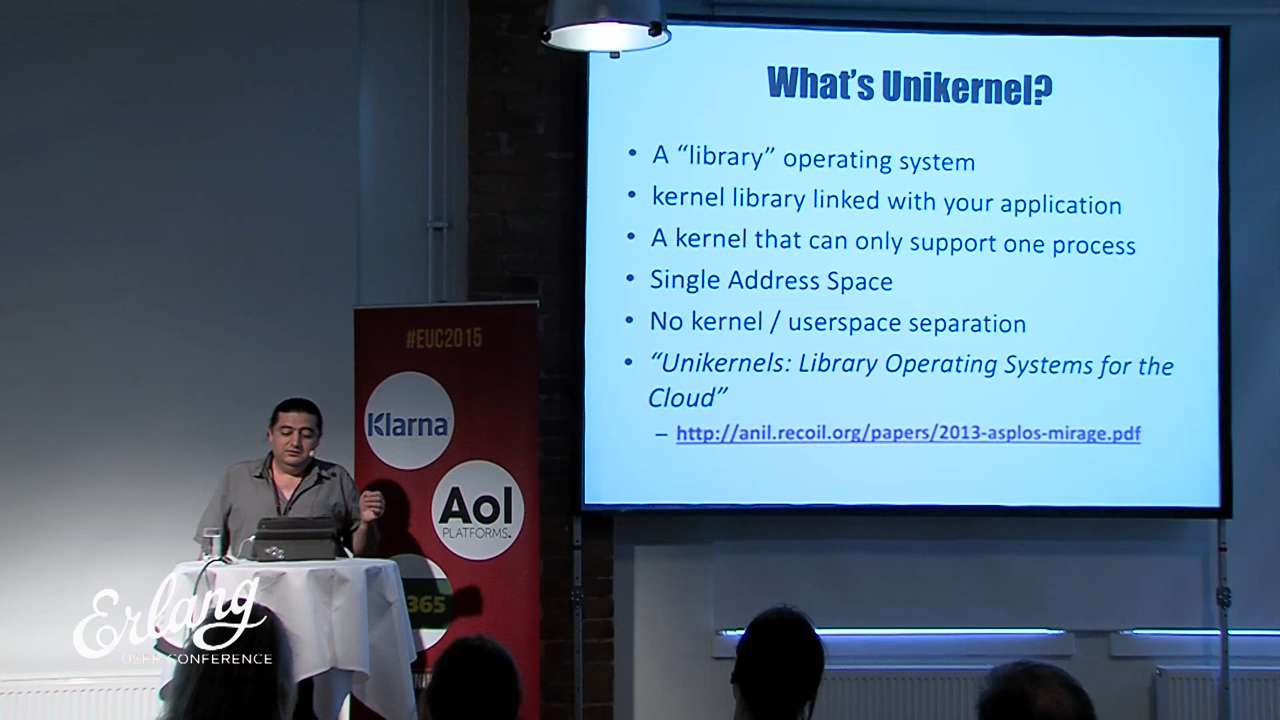 What's Unikernel?
• A “library” operating system
• kernel library linked with your application
• A kernel that can only support one process
• Single Address Space
• No kernel / userspace separation
• “Unikernels: Library Operating Systems for the
Cloud”
– http://anil.recoil.org/papers/2013-asplos-mirage.pdf
#EUC2015
Klarna
Aol
PLATFORMS.
365
Erlang
USER CONFERENCE